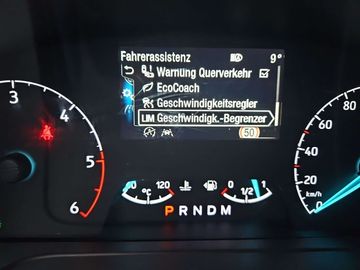 Fahrerassistenz 9°
Warnung Querverkehr
EcoCoach
Geschwindigkeitsregler
LIM Geschwindigk.-Begrenzer
50
3
4
5
6
0 °C 120
0 1/2 1
P R N D M
80
60
40
20
0
km/h